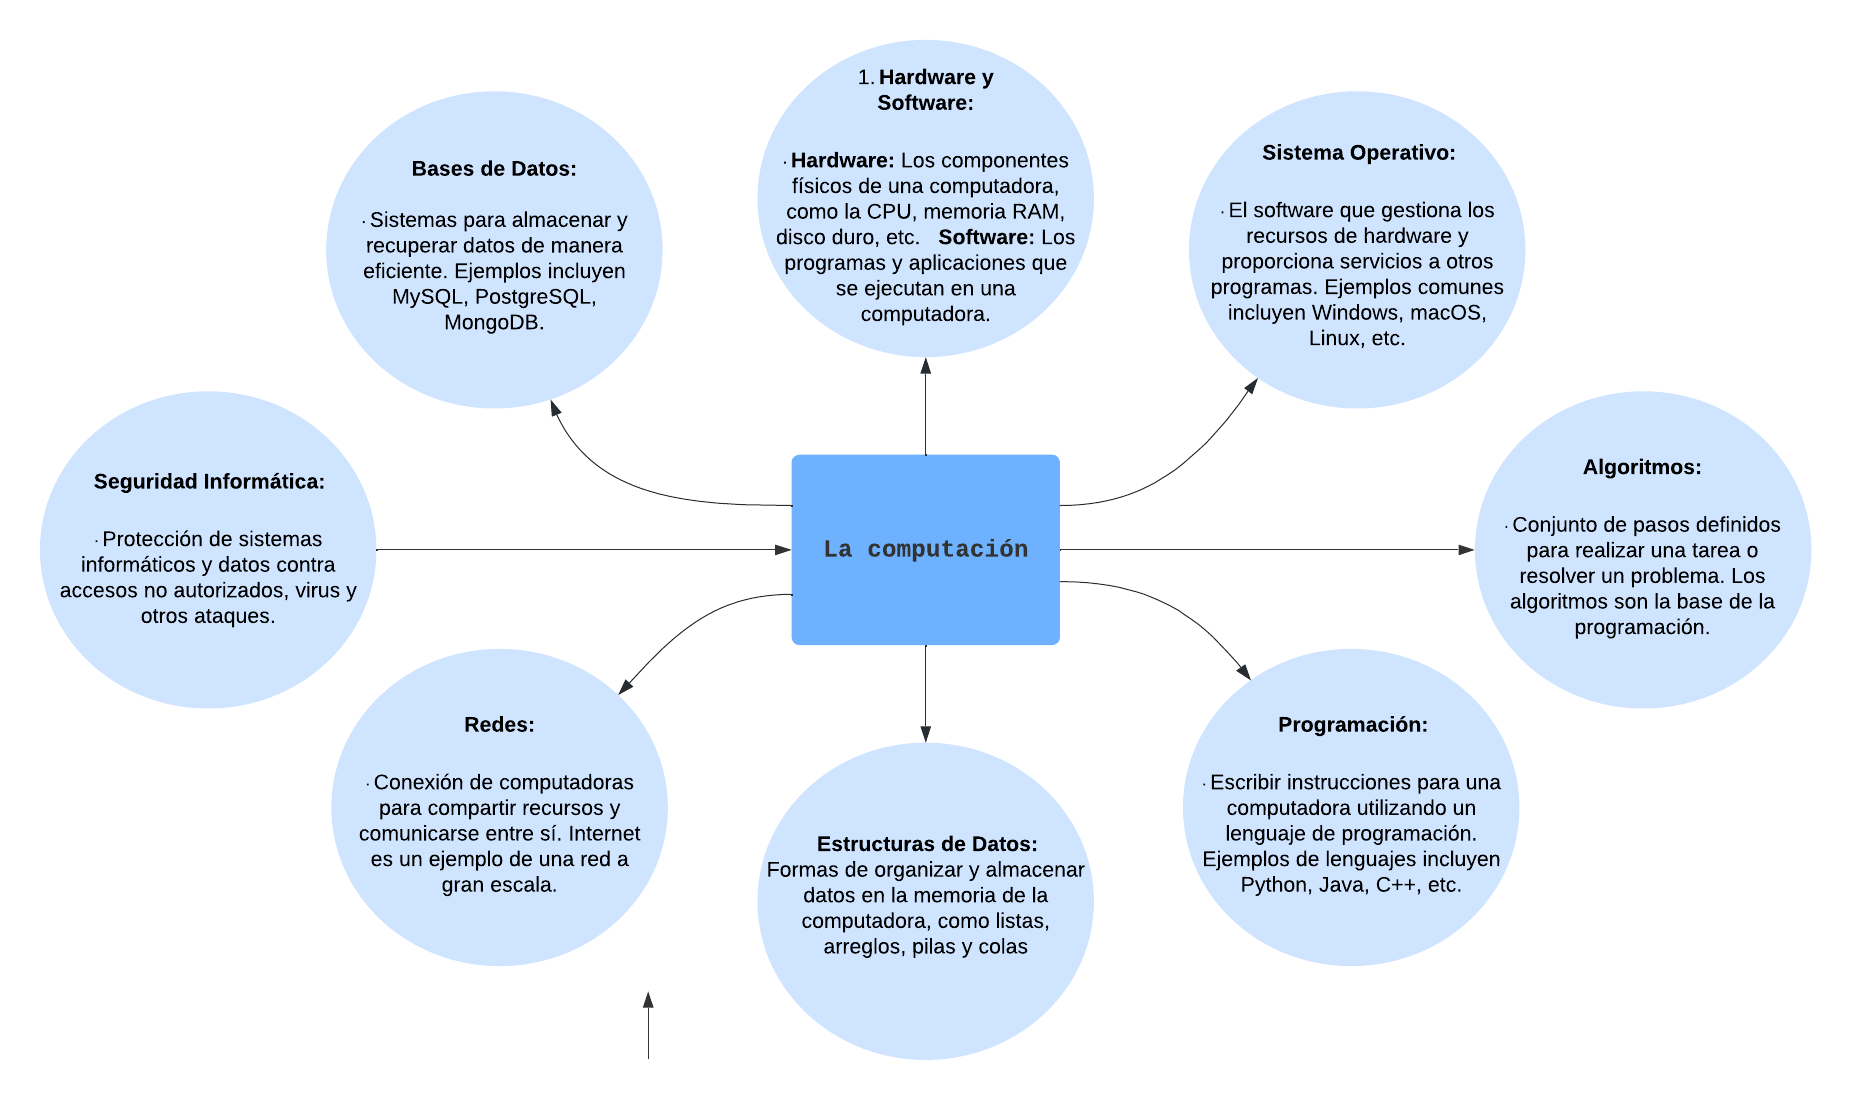 1. Hardware y
Software:
· Hardware: Los componentes
físicos de una computadora,
como la CPU, memoria RAM,
disco duro, etc.   Software: Los
programas y aplicaciones que
se ejecutan en una
computadora.
Bases de Datos:
· Sistemas para almacenar y
recuperar datos de manera
eficiente. Ejemplos incluyen
MySQL, PostgreSQL,
MongoDB.
Sistema Operativo:
· El software que gestiona los
recursos de hardware y
proporciona servicios a otros
programas. Ejemplos comunes
incluyen Windows, macOS,
Linux, etc.
Seguridad Informática:
· Protección de sistemas
informáticos y datos contra
accesos no autorizados, virus y
otros ataques.
La computación
Algoritmos:
· Conjunto de pasos definidos
para realizar una tarea o
resolver un problema. Los
algoritmos son la base de la
programación.
Redes:
· Conexión de computadoras
para compartir recursos y
comunicarse entre sí. Internet
es un ejemplo de una red a
gran escala.
Estructuras de Datos:
Formas de organizar y almacenar
datos en la memoria de la
computadora, como listas,
arreglos, pilas y colas
Programación:
· Escribir instrucciones para una
computadora utilizando un
lenguaje de programación.
Ejemplos de lenguajes incluyen
Python, Java, C++, etc.